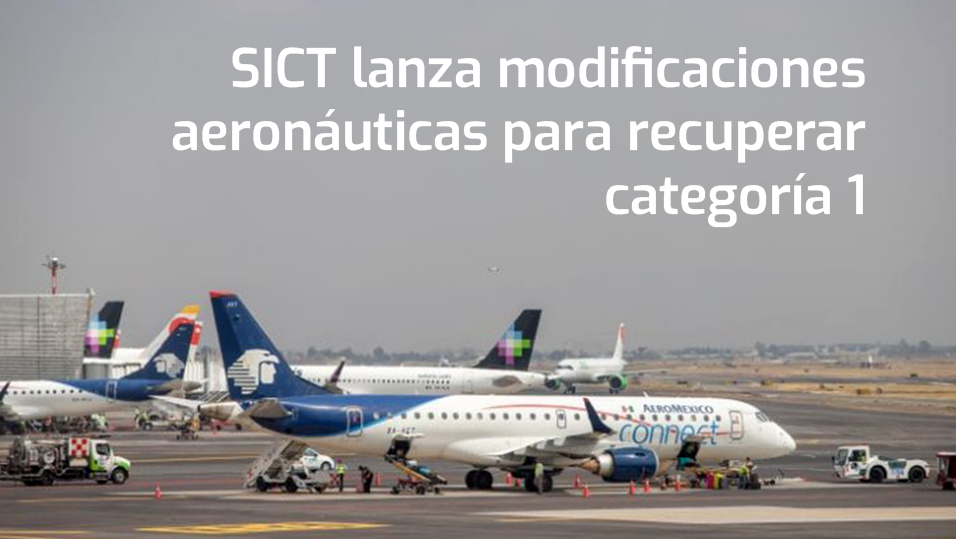 SICT lanza modificaciones
aeronáuticas para recuperar
categoría 1
AEROMEXICO
connect